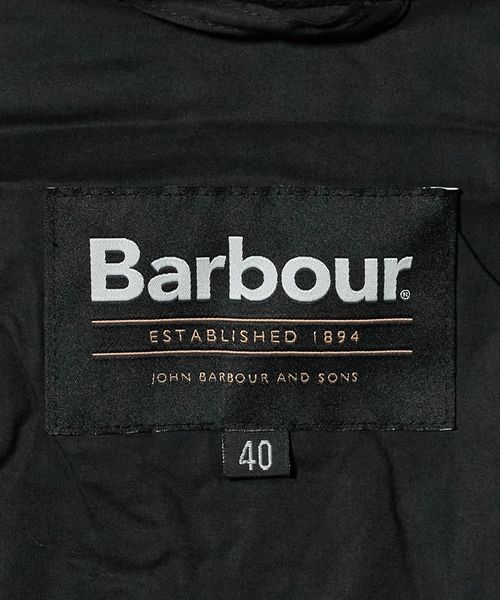 Barbour®
ESTABLISHED 1894
JOHN BARBOUR AND SONS
40